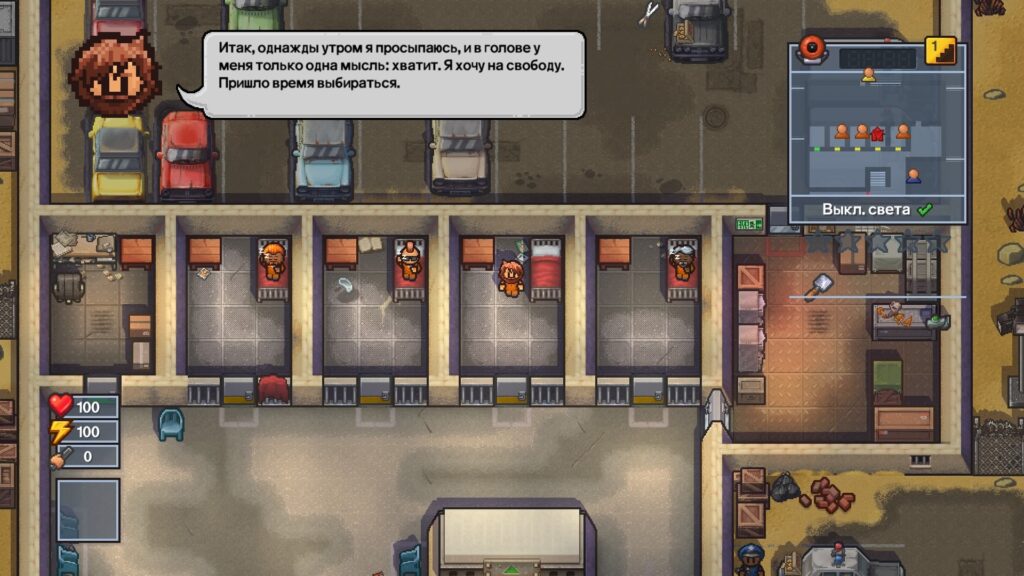 Итак, однажды утром я просыпаюсь, и в голове у
меня только одна мысль: хватит. Я хочу на свободу.
Пришло время выбираться.
1
Выкл. света
100
100
0